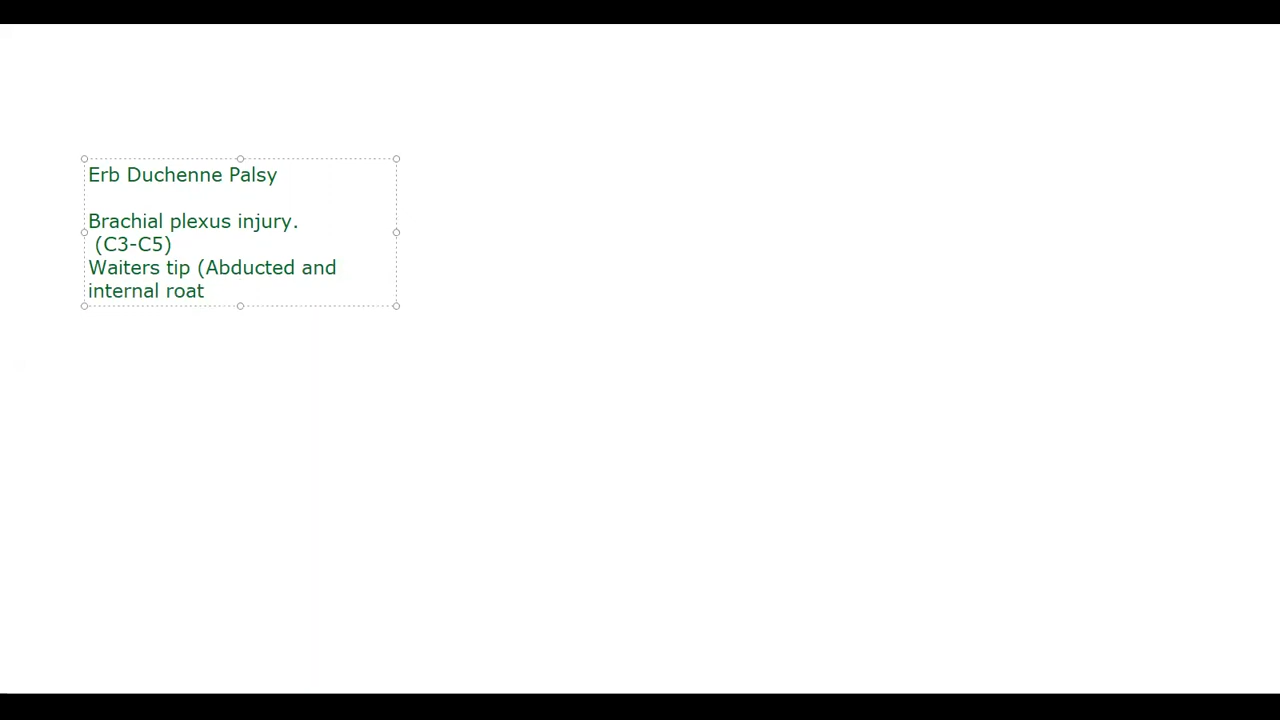 Erb Duchenne Palsy
Brachial plexus injury.
(C3-C5)
Waiters tip (Abducted and
internal roat